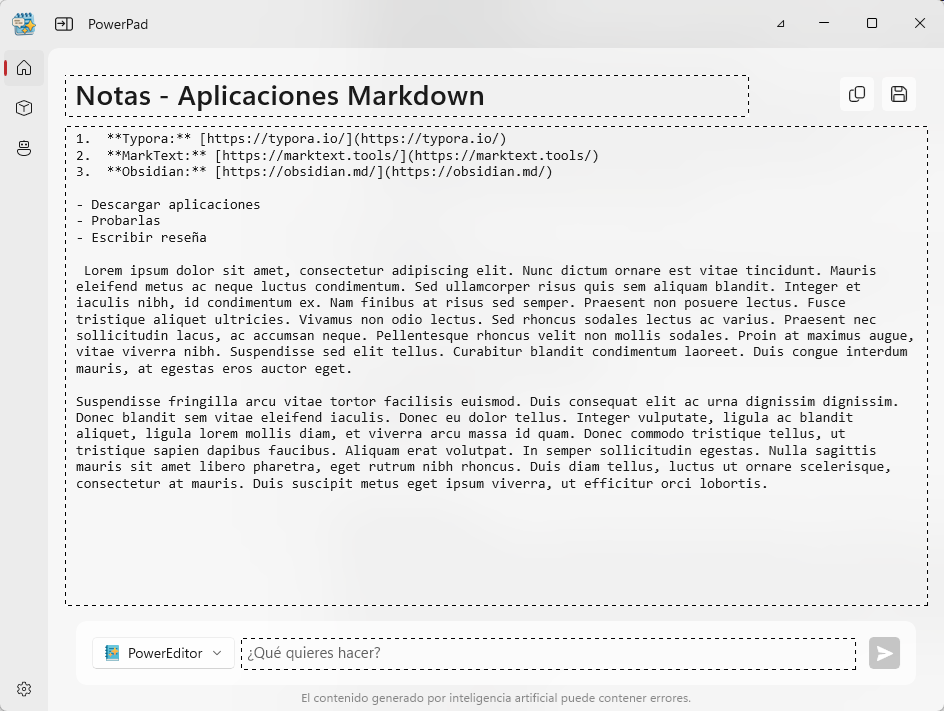 PowerPad
Notas - Aplicaciones Markdown
1.  **Typora:** [https://typora.io/](https://typora.io/)
2.  **MarkText:** [https://marktext.tools/](https://marktext.tools/)
3.  **Obsidian:** [https://obsidian.md/](https://obsidian.md/)
- Descargar aplicaciones
- Probarlas
- Escribir reseña
Lorem ipsum dolor sit amet, consectetur adipiscing elit. Nunc dictum ornare est vitae tincidunt. Mauris
eleifend metus ac neque luctus condimentum. Sed ullamcorper risus quis sem aliquam blandit. Integer et
iaculis nibh, id condimentum ex. Nam finibus at risus sed semper. Praesent non posuere lectus. Fusce
tristique aliquet ultricies. Vivamus non odio lectus. Sed rhoncus sodales lectus ac varius. Praesent nec
sollicitudin lacus, ac accumsan neque. Pellentesque rhoncus velit non mollis sodales. Proin at maximus augue,
vitae viverra nibh. Suspendisse sed elit tellus. Curabitur blandit condimentum laoreet. Duis congue interdum
mauris, at egestas eros auctor eget.
Suspendisse fringilla arcu vitae tortor facilisis euismod. Duis consequat elit ac urna dignissim dignissim.
Donec blandit sem vitae eleifend iaculis. Donec eu dolor tellus. Integer vulputate, ligula ac blandit
aliquet, ligula lorem mollis diam, et viverra arcu massa id quam. Donec commodo tristique tellus, ut
tristique sapien dapibus faucibus. Aliquam erat volutpat. In semper sollicitudin egestas. Nulla sagittis
mauris sit amet libero pharetra, eget rutrum nibh rhoncus. Duis diam tellus, luctus ut ornare scelerisque,
consectetur at mauris. Duis suscipit metus eget ipsum viverra, ut efficitur orci lobortis.
PowerEditor
¿Qué quieres hacer?
El contenido generado por inteligencia artificial puede contener errores.